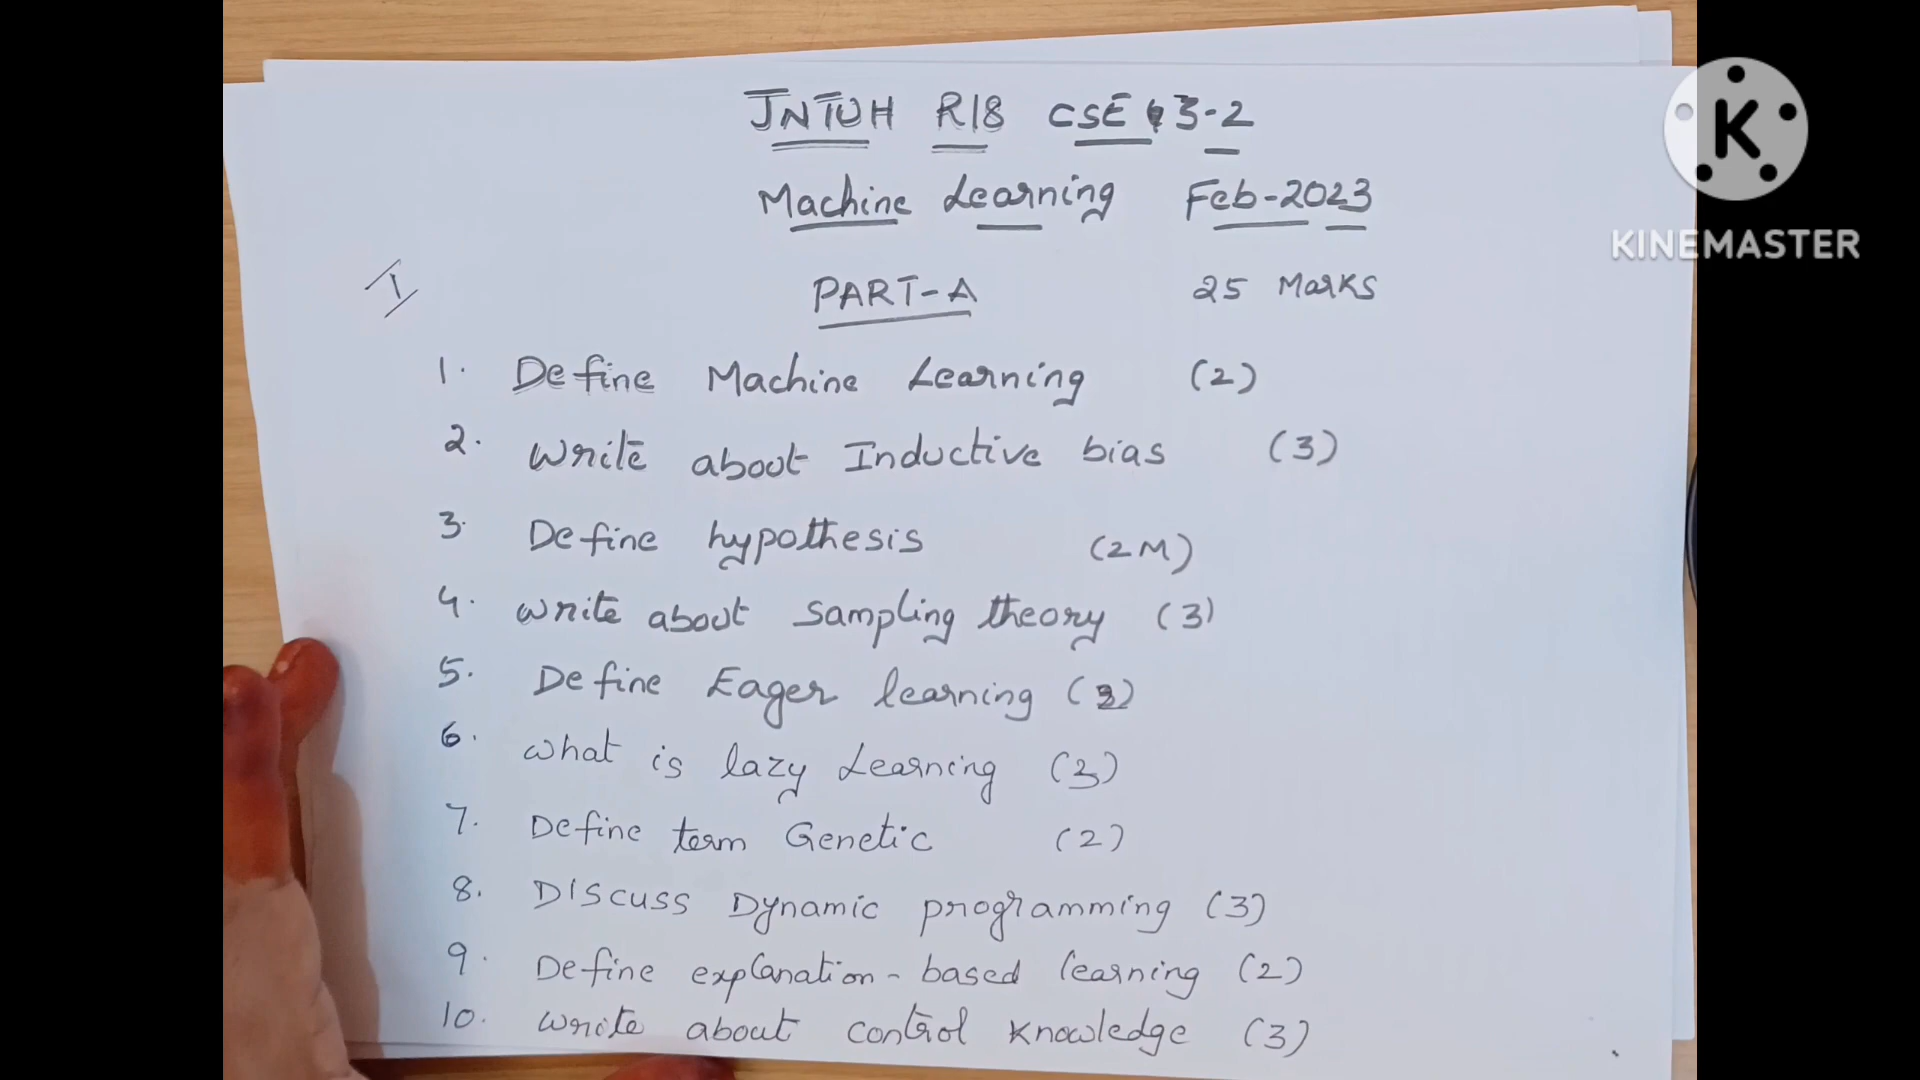 JNTUH R18 CSE 3-2
Machine Learning Feb-2023
I PART-A 25 Marks
1. Define Machine Learning (2)
2. Write about Inductive bias (3)
3. Define hypothesis (2M)
4. Write about Sampling theory (3)
5. Define Eager learning (2)
6. What is lazy Learning (3)
7. Define term Genetic (2)
8. Discuss Dynamic programming (3)
9. Define explanation-based learning (2)
10. Write about control knowledge (3)
K
KINEMASTER